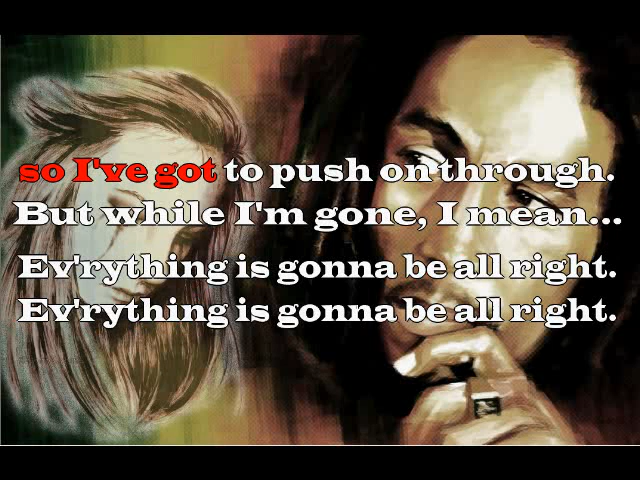 so I've got to push on through.
But while I'm gone, I mean...
Ev'rything is gonna be all right.
Ev'rything is gonna be all right.